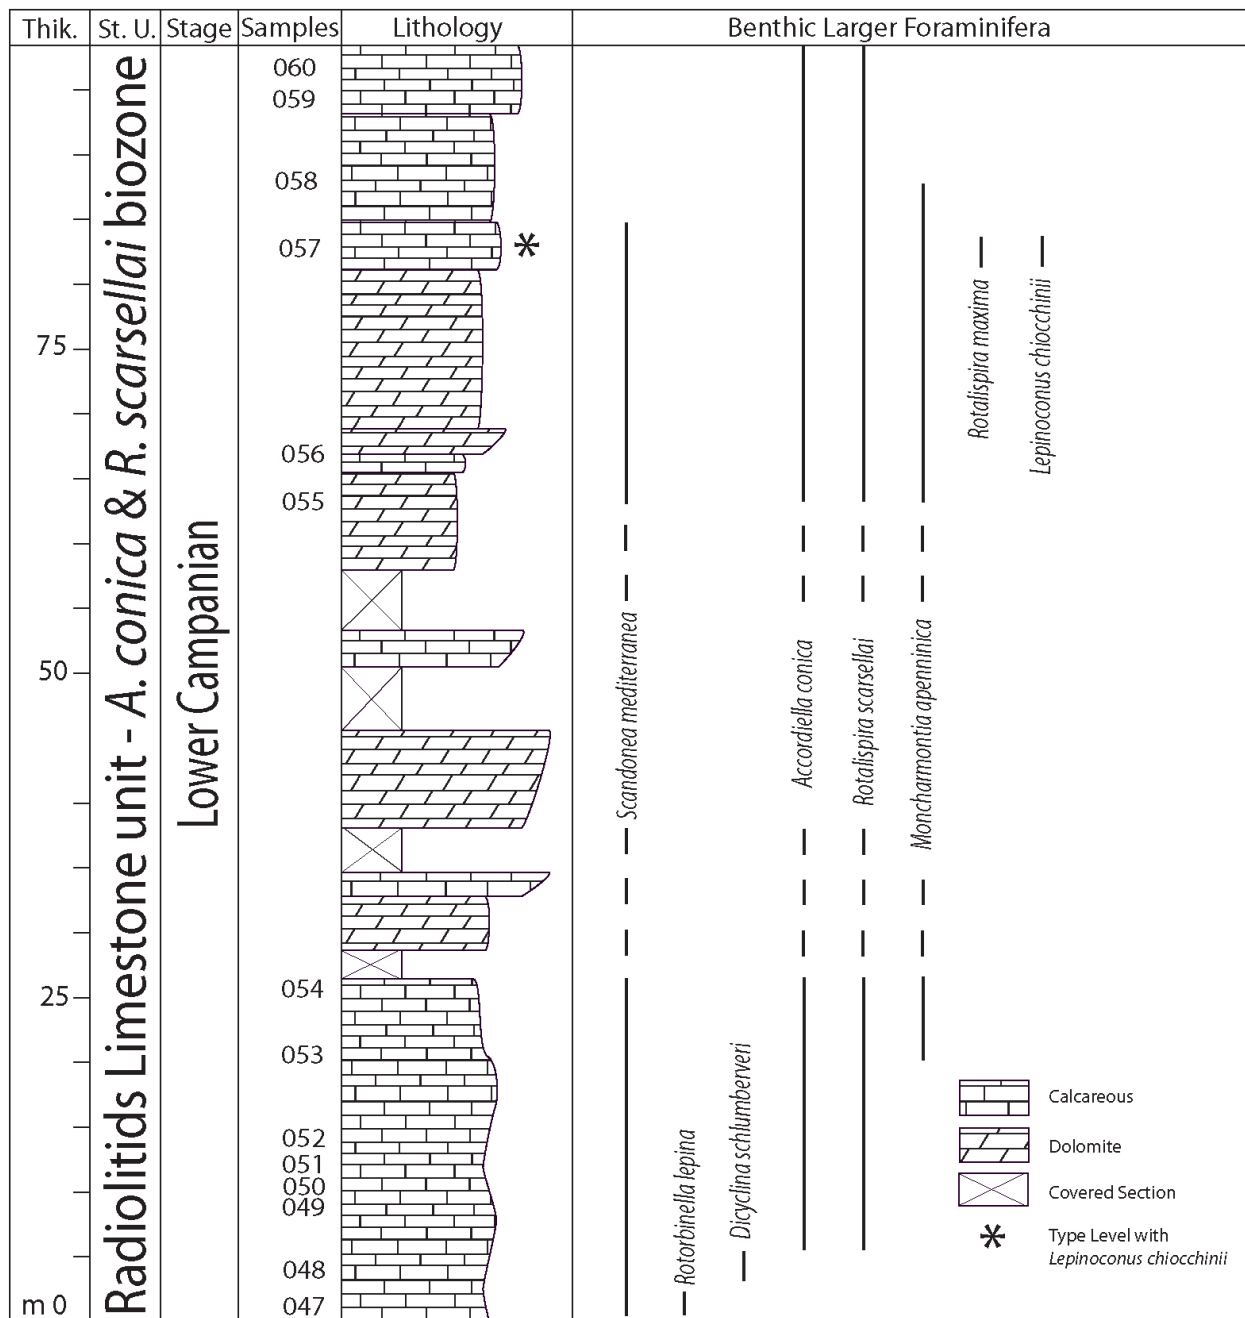 Thik.
St. U.
Stage
Samples
Lithology
Benthic Larger Foraminifera
Radiolitids Limestone unit - A. conica & R. scarsellai biozone
Lower Campanian
75
50
25
m 0
060
059
058
057
*
056
055
054
053
052
051
050
049
048
047
Scandonea mediterranea
Rotorbinella lepina
Dicyclina schlumberveri
Accordiella conica
Rotalispira scarsellai
Moncharmontia apenninica
Rotalispira maxima
Lepinoconus chiocchinii
Calcareous
Dolomite
Covered Section
* Type Level with
Lepinoconus chiocchinii